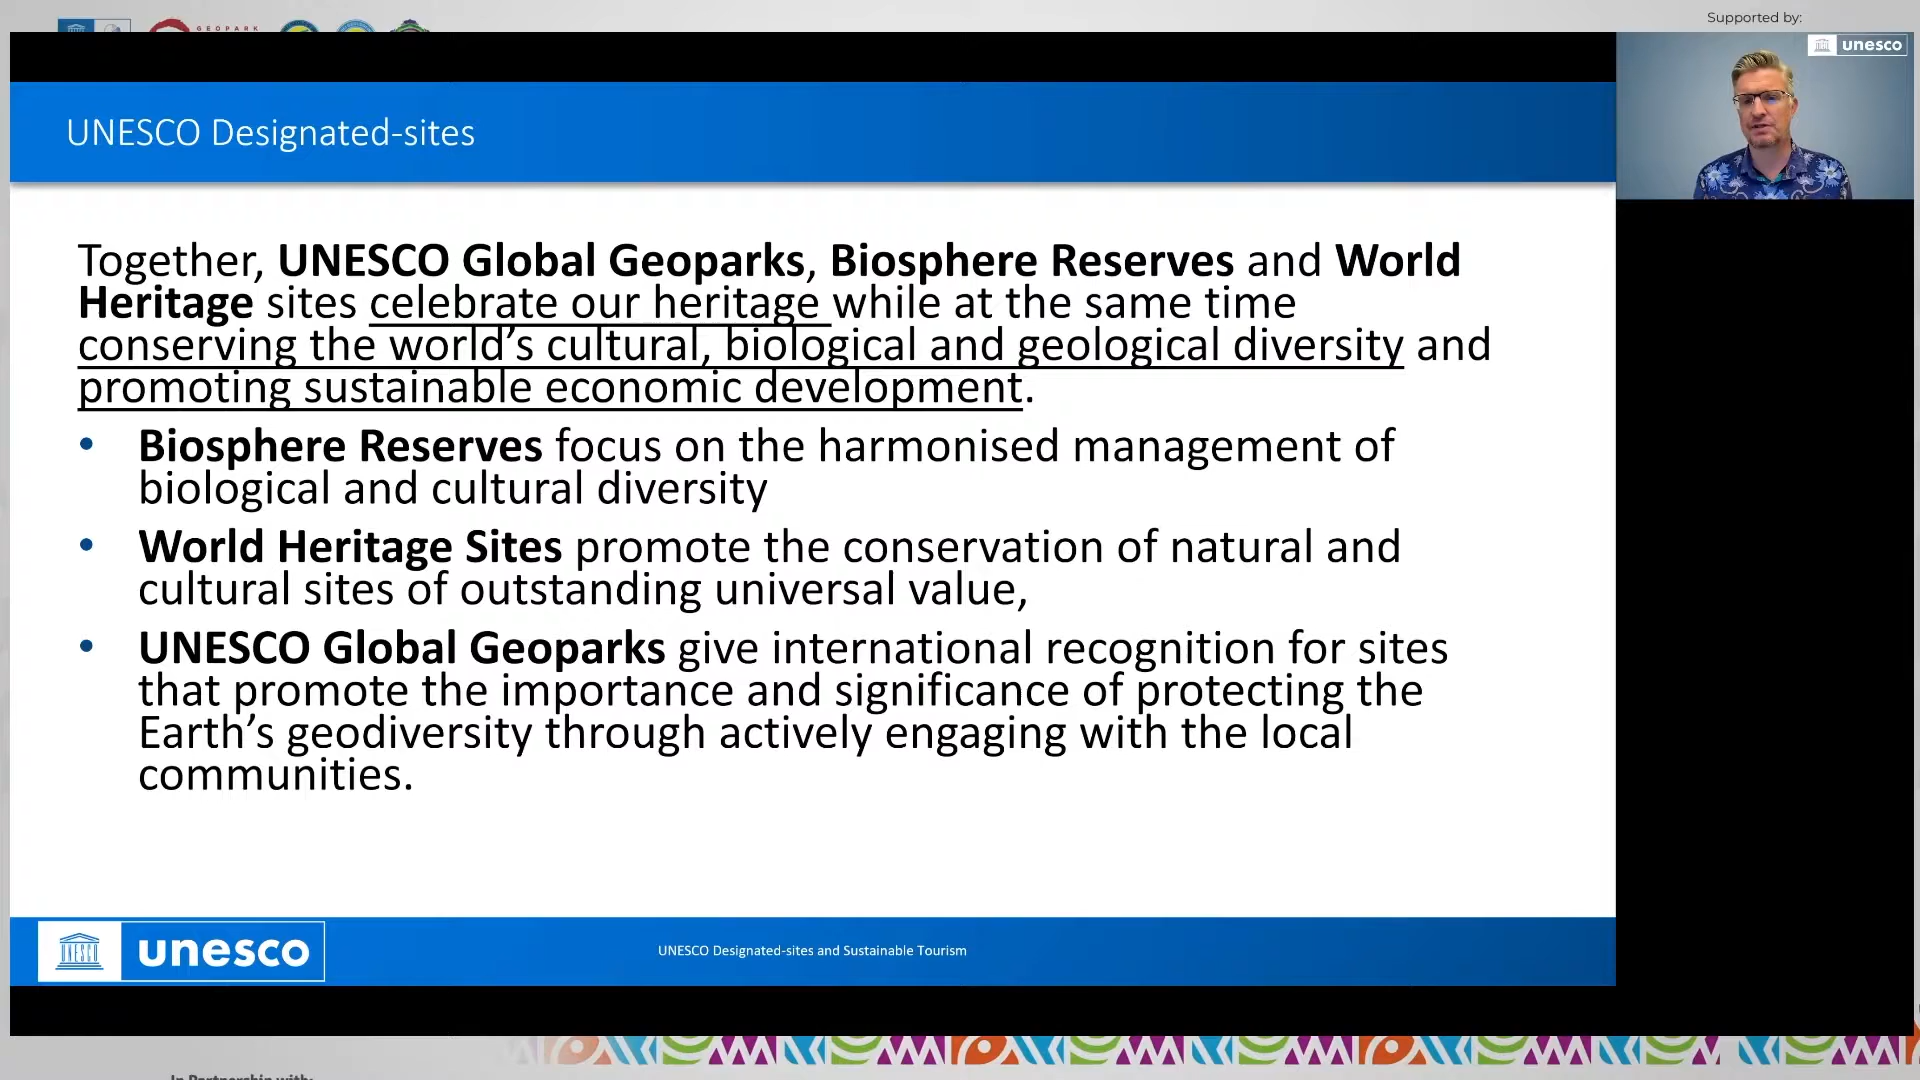 GEOPARK
Supported by:
unesco
UNESCO Designated-sites
Together, UNESCO Global Geoparks, Biosphere Reserves and World
Heritage sites celebrate our heritage while at the same time
conserving the world’s cultural, biological and geological diversity and
promoting sustainable economic development.
• Biosphere Reserves focus on the harmonised management of
biological and cultural diversity
• World Heritage Sites promote the conservation of natural and
cultural sites of outstanding universal value,
• UNESCO Global Geoparks give international recognition for sites
that promote the importance and significance of protecting the
Earth’s geodiversity through actively engaging with the local
communities.
UNESCO
unesco
UNESCO Designated-sites and Sustainable Tourism
In Partnership with: